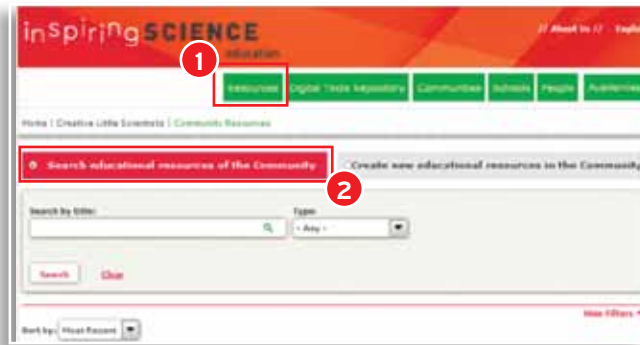 inspiring SCIENCE
education
// About Us // Englis
1
Resources Digital Tools Repository Communities Schools People Academies
Home | Creative Little Scientists | Community Resources
Search educational resources of the Community Create new educational resources in the Community
2
Search by title: Type:
- Any -
Search Clear
Hide Filters
Sort by: Most Recent